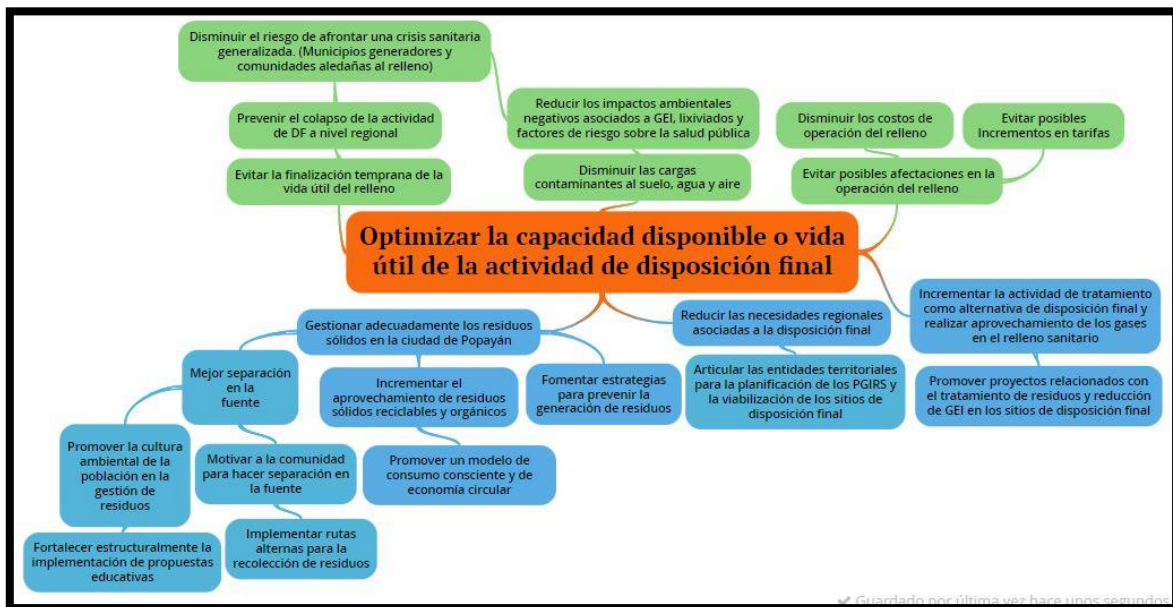 Disminuir el riesgo de afrontar una crisis sanitaria
generalizada. (Municipios generadores y
comunidades aledañas al relleno)
Prevenir el colapso de la actividad
de DF a nivel regional
Reducir los impactos ambientales
negativos asociados a GEI, lixiviados y
factores de riesgo sobre la salud pública
Disminuir los costos de
operación del relleno
Evitar posibles
Incrementos en tarifas
Evitar la finalización temprana de la
vida útil del relleno
Disminuir las cargas
contaminantes al suelo, agua y aire
Evitar posibles afectaciones en la
operación del relleno
Optimizar la capacidad disponible o vida
útil de la actividad de disposición final
Gestionar adecuadamente los residuos
sólidos en la ciudad de Popayán
Reducir las necesidades regionales
asociadas a la disposición final
Incrementar la actividad de tratamiento
como alternativa de disposición final y
realizar aprovechamiento de los gases
en el relleno sanitario
Mejor separación
en la
fuente
Incrementar el
aprovechamiento de residuos
sólidos reciclables y orgánicos
Fomentar estrategias
para prevenir la
generación de residuos
Articular las entidades territoriales
para la planificación de los PGIRS y
la viabilización de los sitios de
disposición final
Promover proyectos relacionados con
el tratamiento de residuos y reducción
de GEI en los sitios de disposición final
Promover la cultura
ambiental de la
población en la
gestión de
residuos
Motivar a la comunidad
para hacer separación en
la fuente
Promover un modelo de
consumo consciente y de
economía circular
Fortalecer estructuralmente la
implementación de propuestas
educativas
Implementar rutas
alternas para la
recolección de residuos
Guardado por última vez hace unos segundos